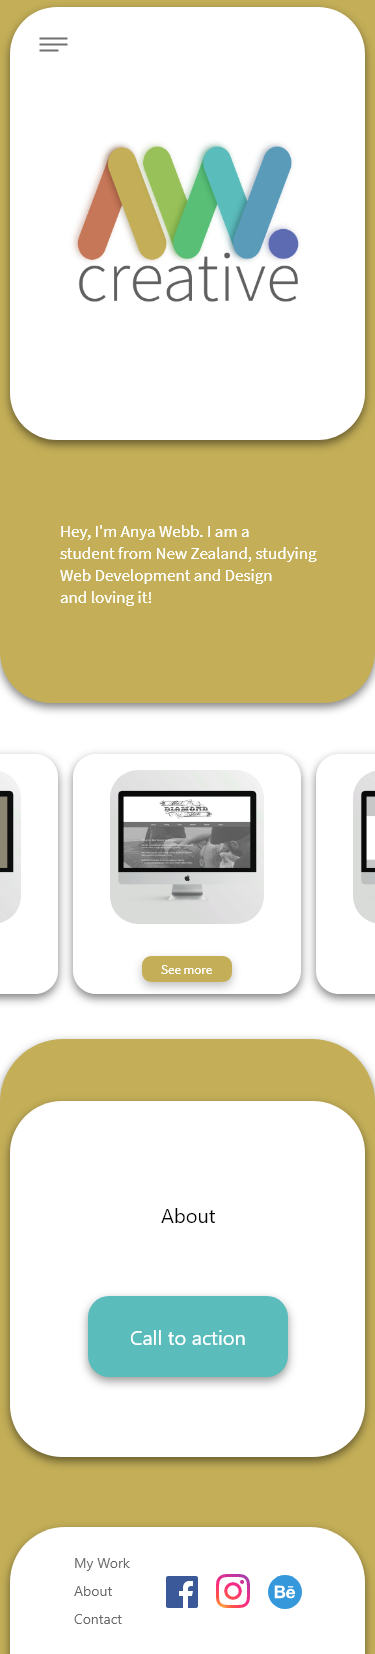 AW.
creative
Hey, I'm Anya Webb. I am a
student from New Zealand, studying
Web Development and Design
and loving it!
DIAMOND
See more
About
Call to action
My Work
About
Contact
Bē